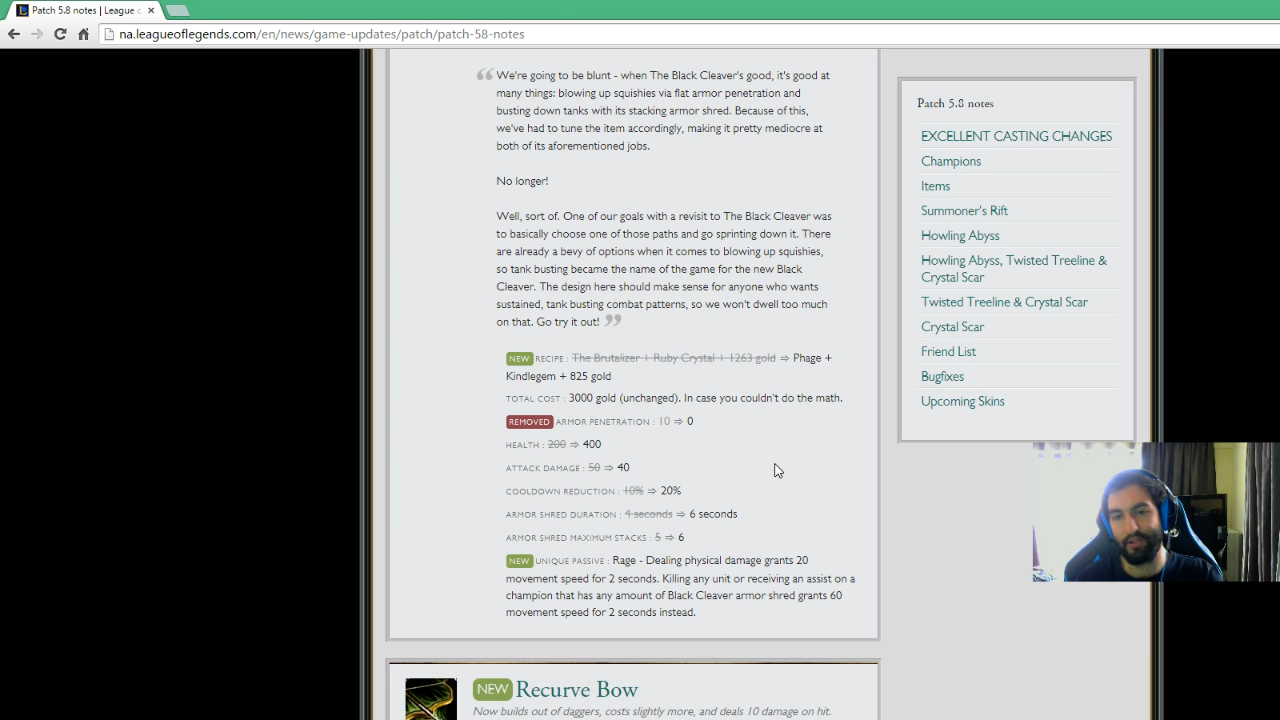 Patch 5.8 notes | League c
na.leagueoflegends.com/en/news/game-updates/patch/patch-58-notes
We're going to be blunt - when The Black Cleaver's good, it's good at
many things: blowing up squishies via flat armor penetration and
busting down tanks with its stacking armor shred. Because of this,
we've had to tune the item accordingly, making it pretty mediocre at
both of its aforementioned jobs.
No longer!
Well, sort of. One of our goals with a revisit to The Black Cleaver was
to basically choose one of those paths and go sprinting down it. There
are already a bevy of options when it comes to blowing up squishies,
so tank busting became the name of the game for the new Black
Cleaver. The design here should make sense for anyone who wants
sustained, tank busting combat patterns, so we won't dwell too much
on that. Go try it out!
NEW RECIPE : The Brutalizer + Ruby Crystal + 1263 gold ⇒ Phage +
Kindlegem + 825 gold
TOTAL COST : 3000 gold (unchanged). In case you couldn't do the math.
REMOVED ARMOR PENETRATION : 10 ⇒ 0
HEALTH : 200 ⇒ 400
ATTACK DAMAGE : 50 ⇒ 40
COOLDOWN REDUCTION : 10% ⇒ 20%
ARMOR SHRED DURATION : 4 seconds ⇒ 6 seconds
ARMOR SHRED MAXIMUM STACKS : 5 ⇒ 6
NEW UNIQUE PASSIVE : Rage - Dealing physical damage grants 20
movement speed for 2 seconds. Killing any unit or receiving an assist on a
champion that has any amount of Black Cleaver armor shred grants 60
movement speed for 2 seconds instead.
NEW Recurve Bow
Now builds out of daggers, costs slightly more, and deals 10 damage on hit.
Patch 5.8 notes
EXCELLENT CASTING CHANGES
Champions
Items
Summoner's Rift
Howling Abyss
Howling Abyss, Twisted Treeline &
Crystal Scar
Twisted Treeline & Crystal Scar
Crystal Scar
Friend List
Bugfixes
Upcoming Skins